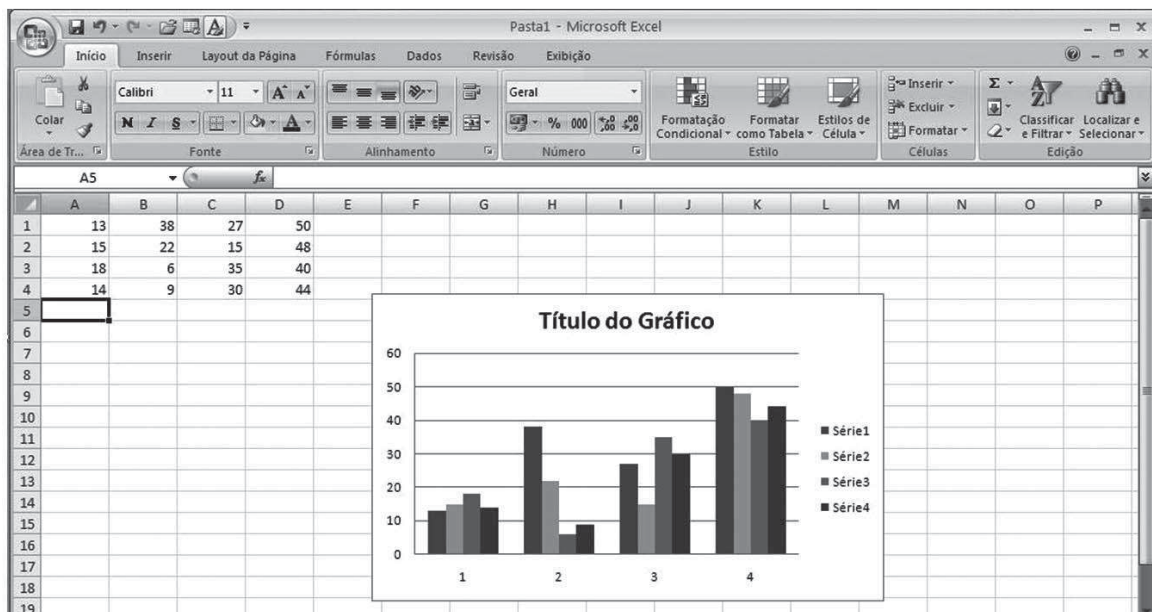 Pasta1 - Microsoft Excel
Início Inserir Layout da Página Fórmulas Dados Revisão Exibição
Colar
Calibri 11 A A
N I S A
Geral
% 000 ,0 ,00 ,00 ,0
Formatação Condicional
Formatar como Tabela
Estilos de Célula
Inserir
Excluir
Formatar
Σ
Classificar e Filtrar
Localizar e Selecionar
Área de Tr... Fonte Alinhamento Número Estilo Células Edição
A5 fx
A B C D E F G H I J K L M N O P
1 13 38 27 50
2 15 22 15 48
3 18 6 35 40
4 14 9 30 44
5
6
7
8
9
10
11
12
13
14
15
16
17
18
19
Título do Gráfico
60
50
40
30
20
10
0
1 2 3 4
Série1
Série2
Série3
Série4